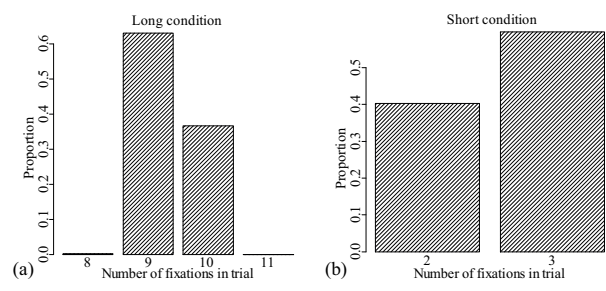 Long condition
Proportion
0.0 0.1 0.2 0.3 0.4 0.5 0.6
8 9 10 11
Number of fixations in trial
(a)
Short condition
Proportion
0.0 0.1 0.2 0.3 0.4 0.5
2 3
Number of fixations in trial
(b)